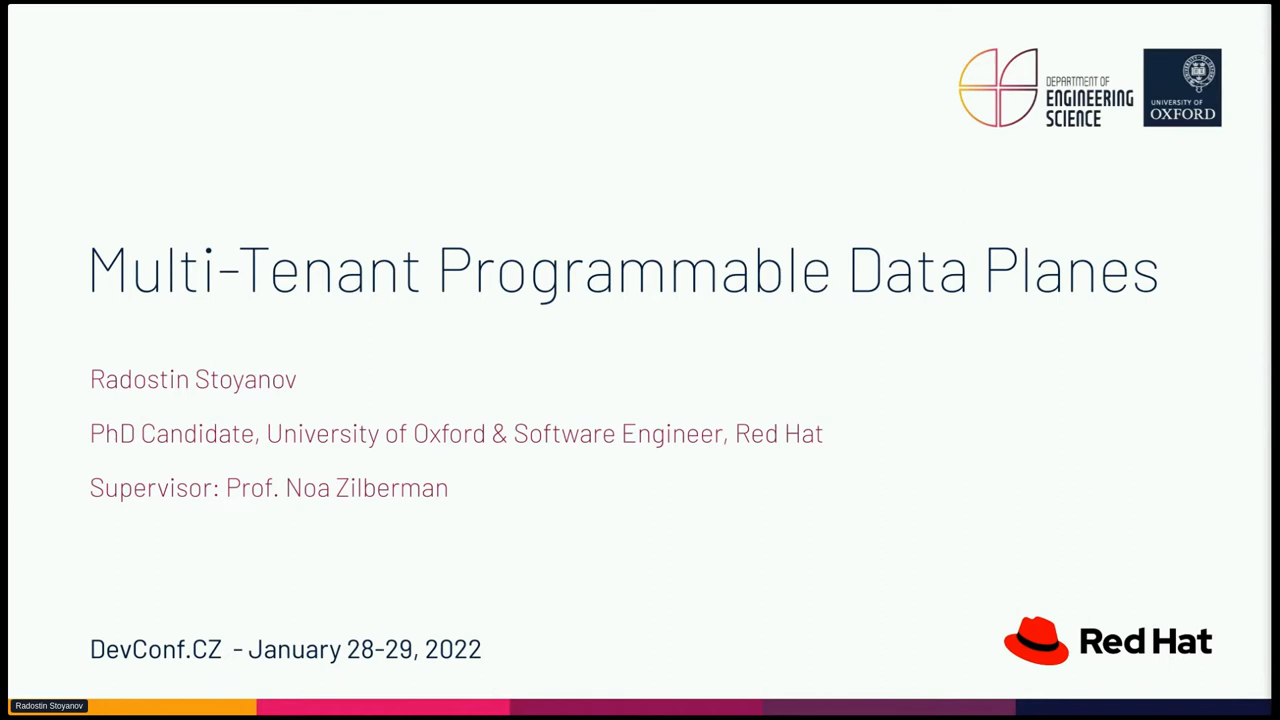 DEPARTMENT OF
ENGINEERING
SCIENCE
UNIVERSITY OF
OXFORD
Multi-Tenant Programmable Data Planes
Radostin Stoyanov
PhD Candidate, University of Oxford & Software Engineer, Red Hat
Supervisor: Prof. Noa Zilberman
DevConf.CZ - January 28-29, 2022
Red Hat
Radostin Stoyanov